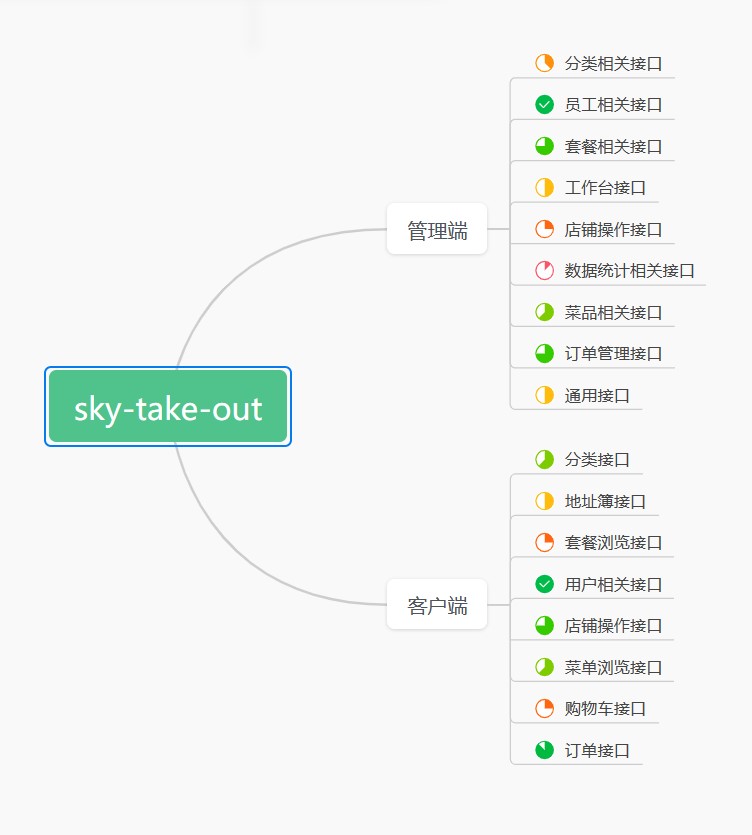 sky-take-out
管理端
分类相关接口
员工相关接口
套餐相关接口
工作台接口
店铺操作接口
数据统计相关接口
菜品相关接口
订单管理接口
通用接口
客户端
分类接口
地址簿接口
套餐浏览接口
用户相关接口
店铺操作接口
菜单浏览接口
购物车接口
订单接口